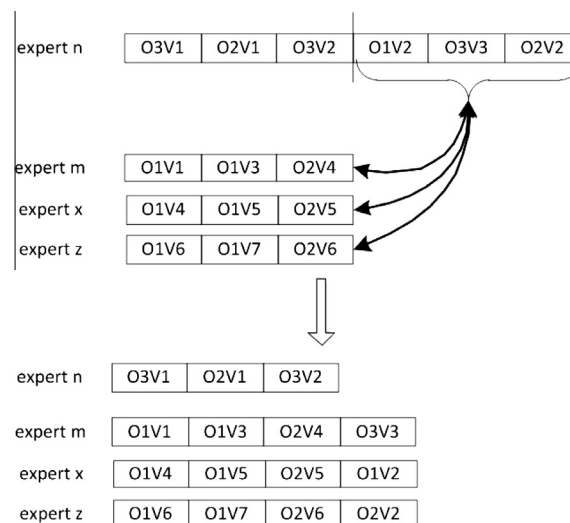 expert n O3V1 O2V1 O3V2 O1V2 O3V3 O2V2
expert m O1V1 O1V3 O2V4
expert x O1V4 O1V5 O2V5
expert z O1V6 O1V7 O2V6
expert n O3V1 O2V1 O3V2
expert m O1V1 O1V3 O2V4 O3V3
expert x O1V4 O1V5 O2V5 O1V2
expert z O1V6 O1V7 O2V6 O2V2